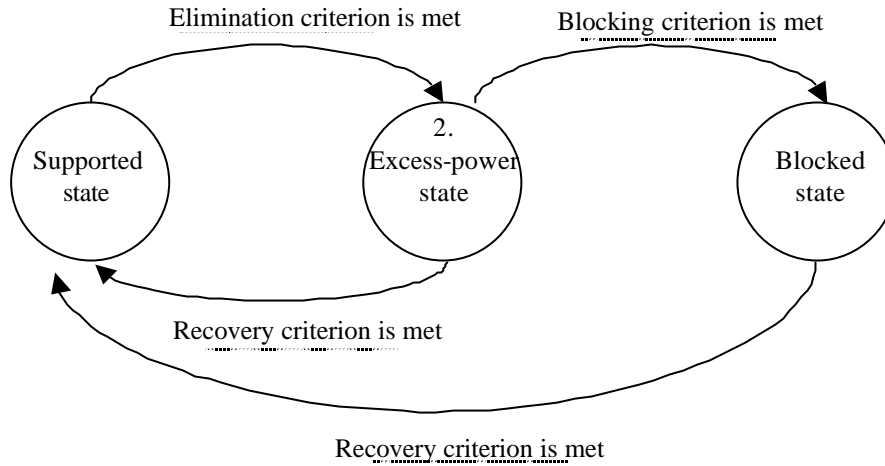 Elimination criterion is met
Blocking criterion is met
Supported
state
2.
Excess-power
state
Blocked
state
Recovery criterion is met
Recovery criterion is met